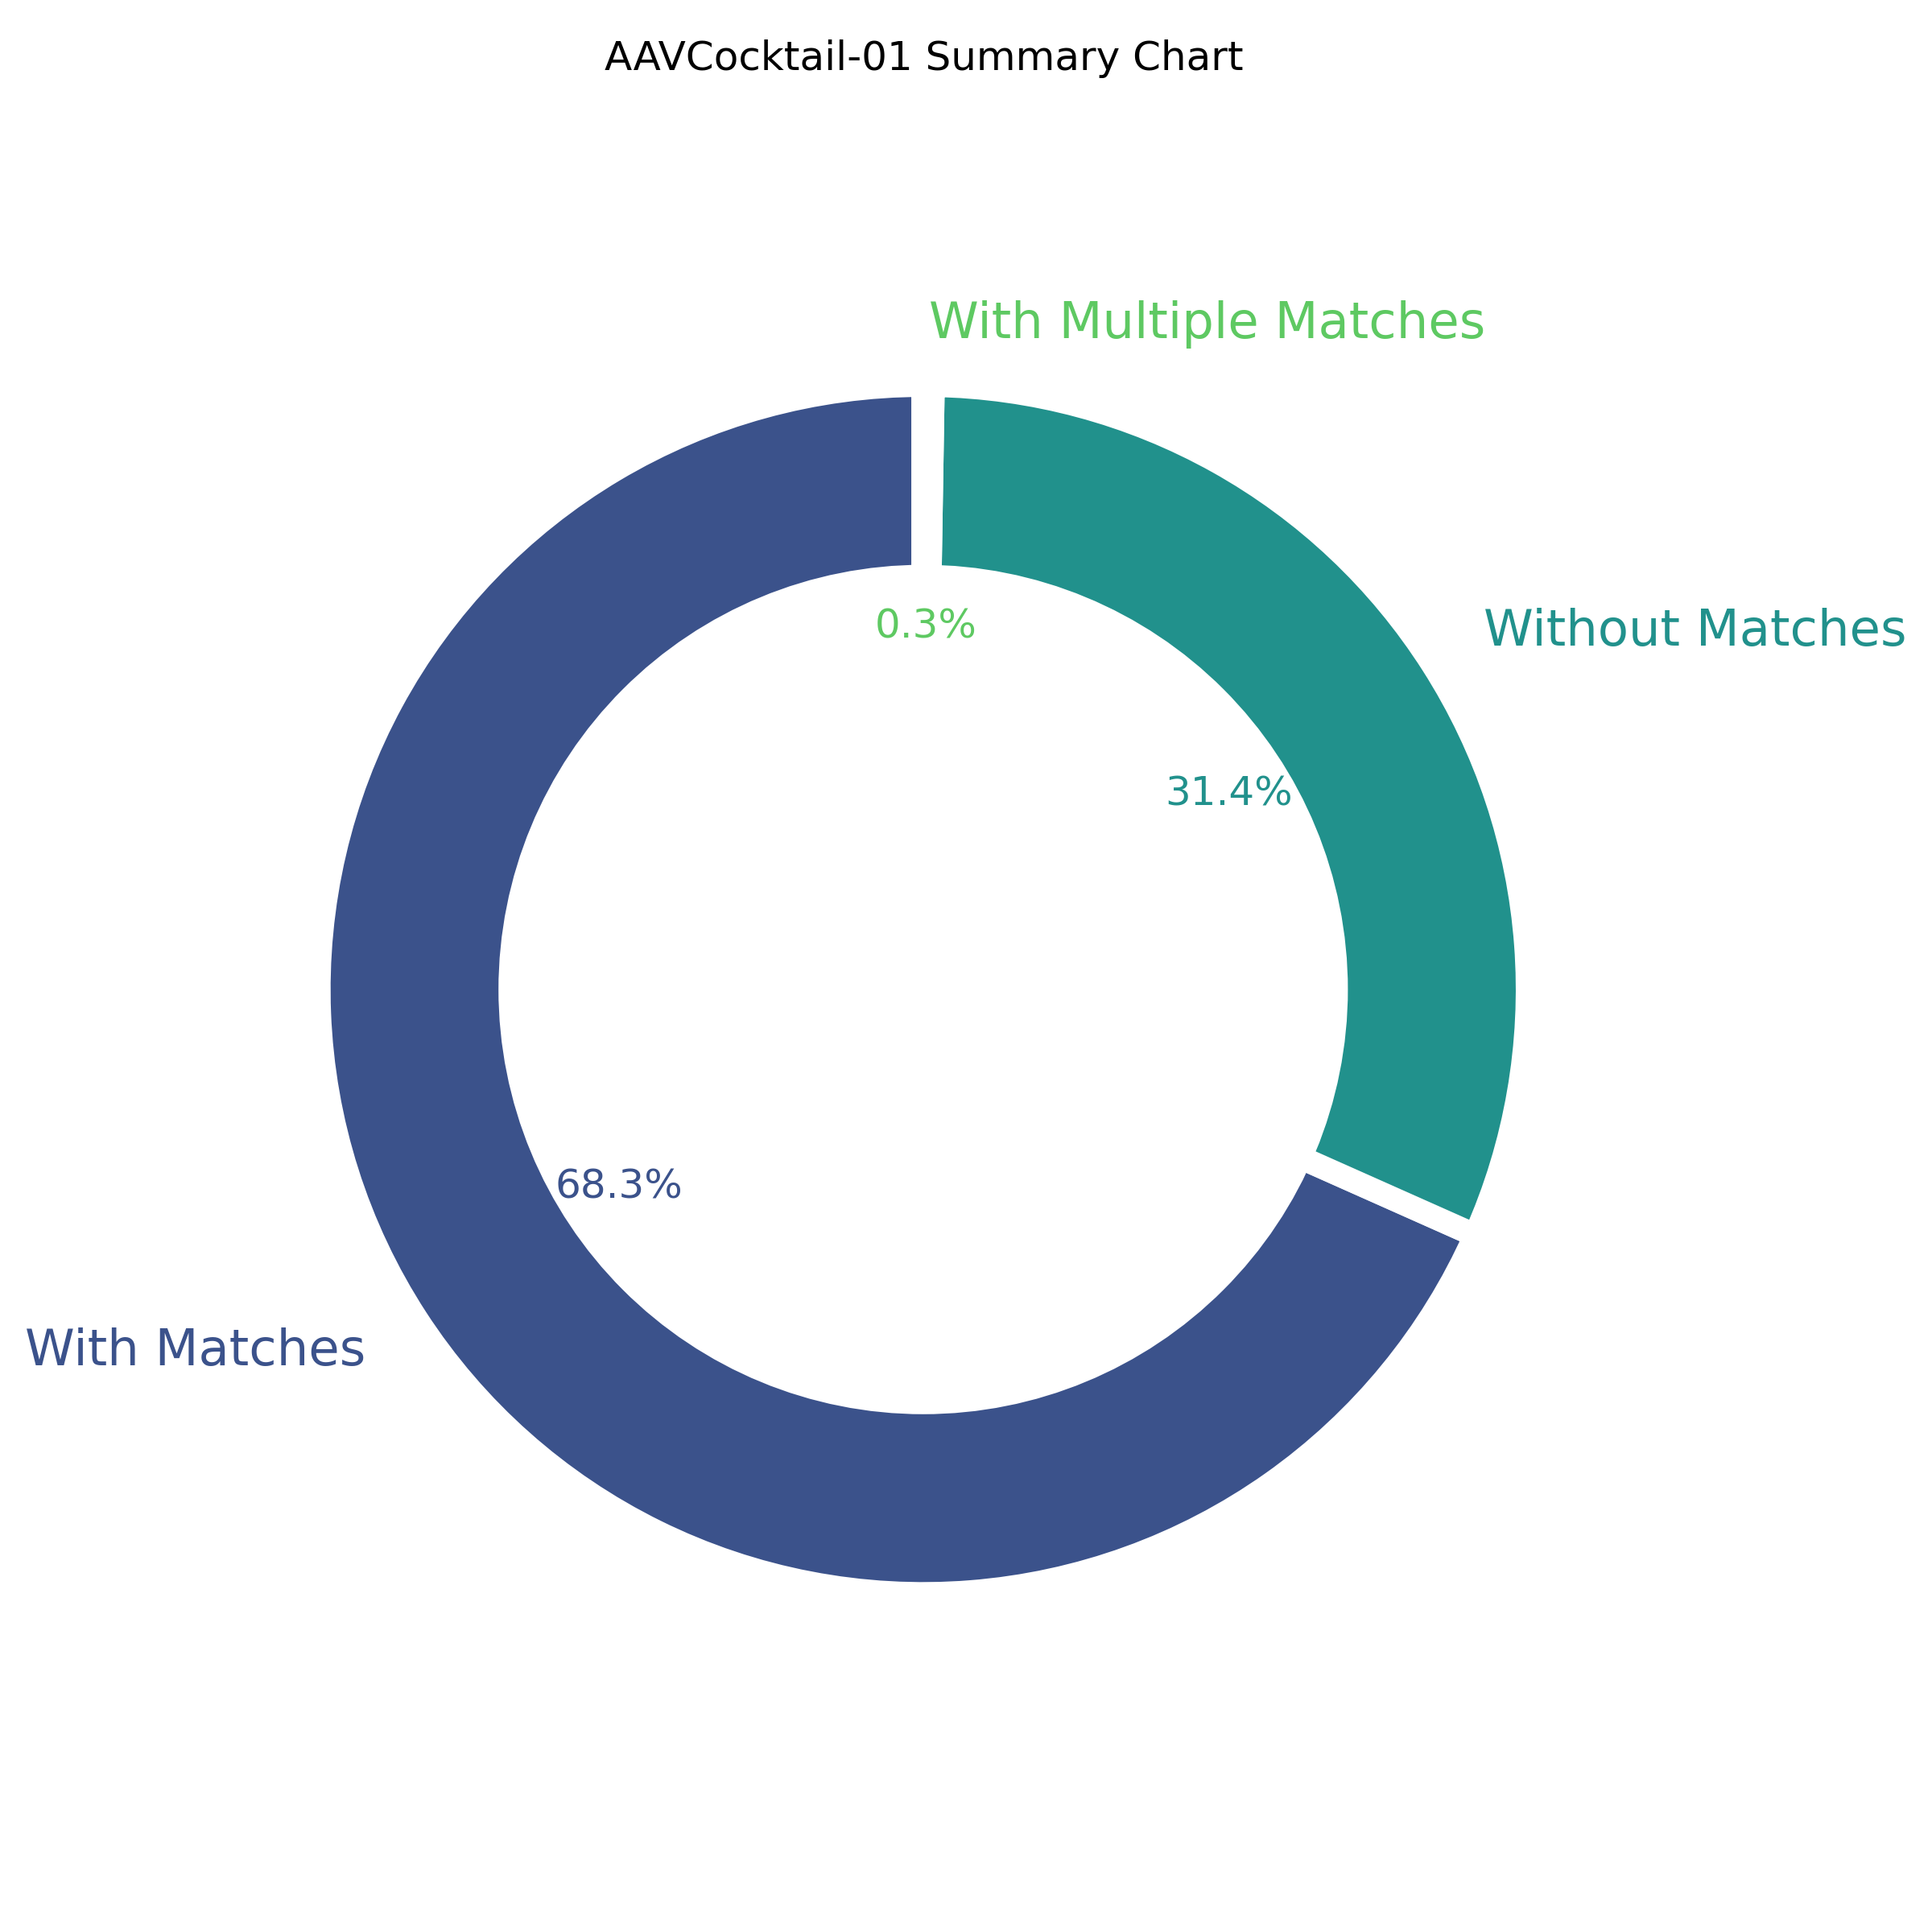 AAVCocktail-01 Summary Chart
With Multiple Matches
0.3%
Without Matches
31.4%
68.3%
With Matches